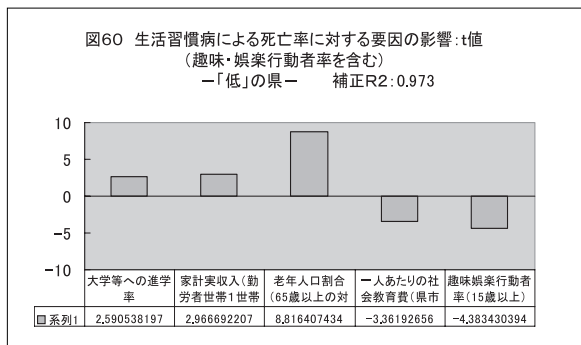 図60 生活習慣病による死亡率に対する要因の影響:t値
(趣味・娯楽行動者率を含む)
ー「低」の県ー 補正R2:0.973
10
5
0
-5
-10
大学等への進学
率
家計実収入(勤
労者世帯1世帯
老年人口割合
(65歳以上の対
一人あたりの社
会教育費(県市
趣味娯楽行動者
率(15歳以上)
系列1 2.590538197 2.966692207 8.816407434 -3.36192656 -4.383430394